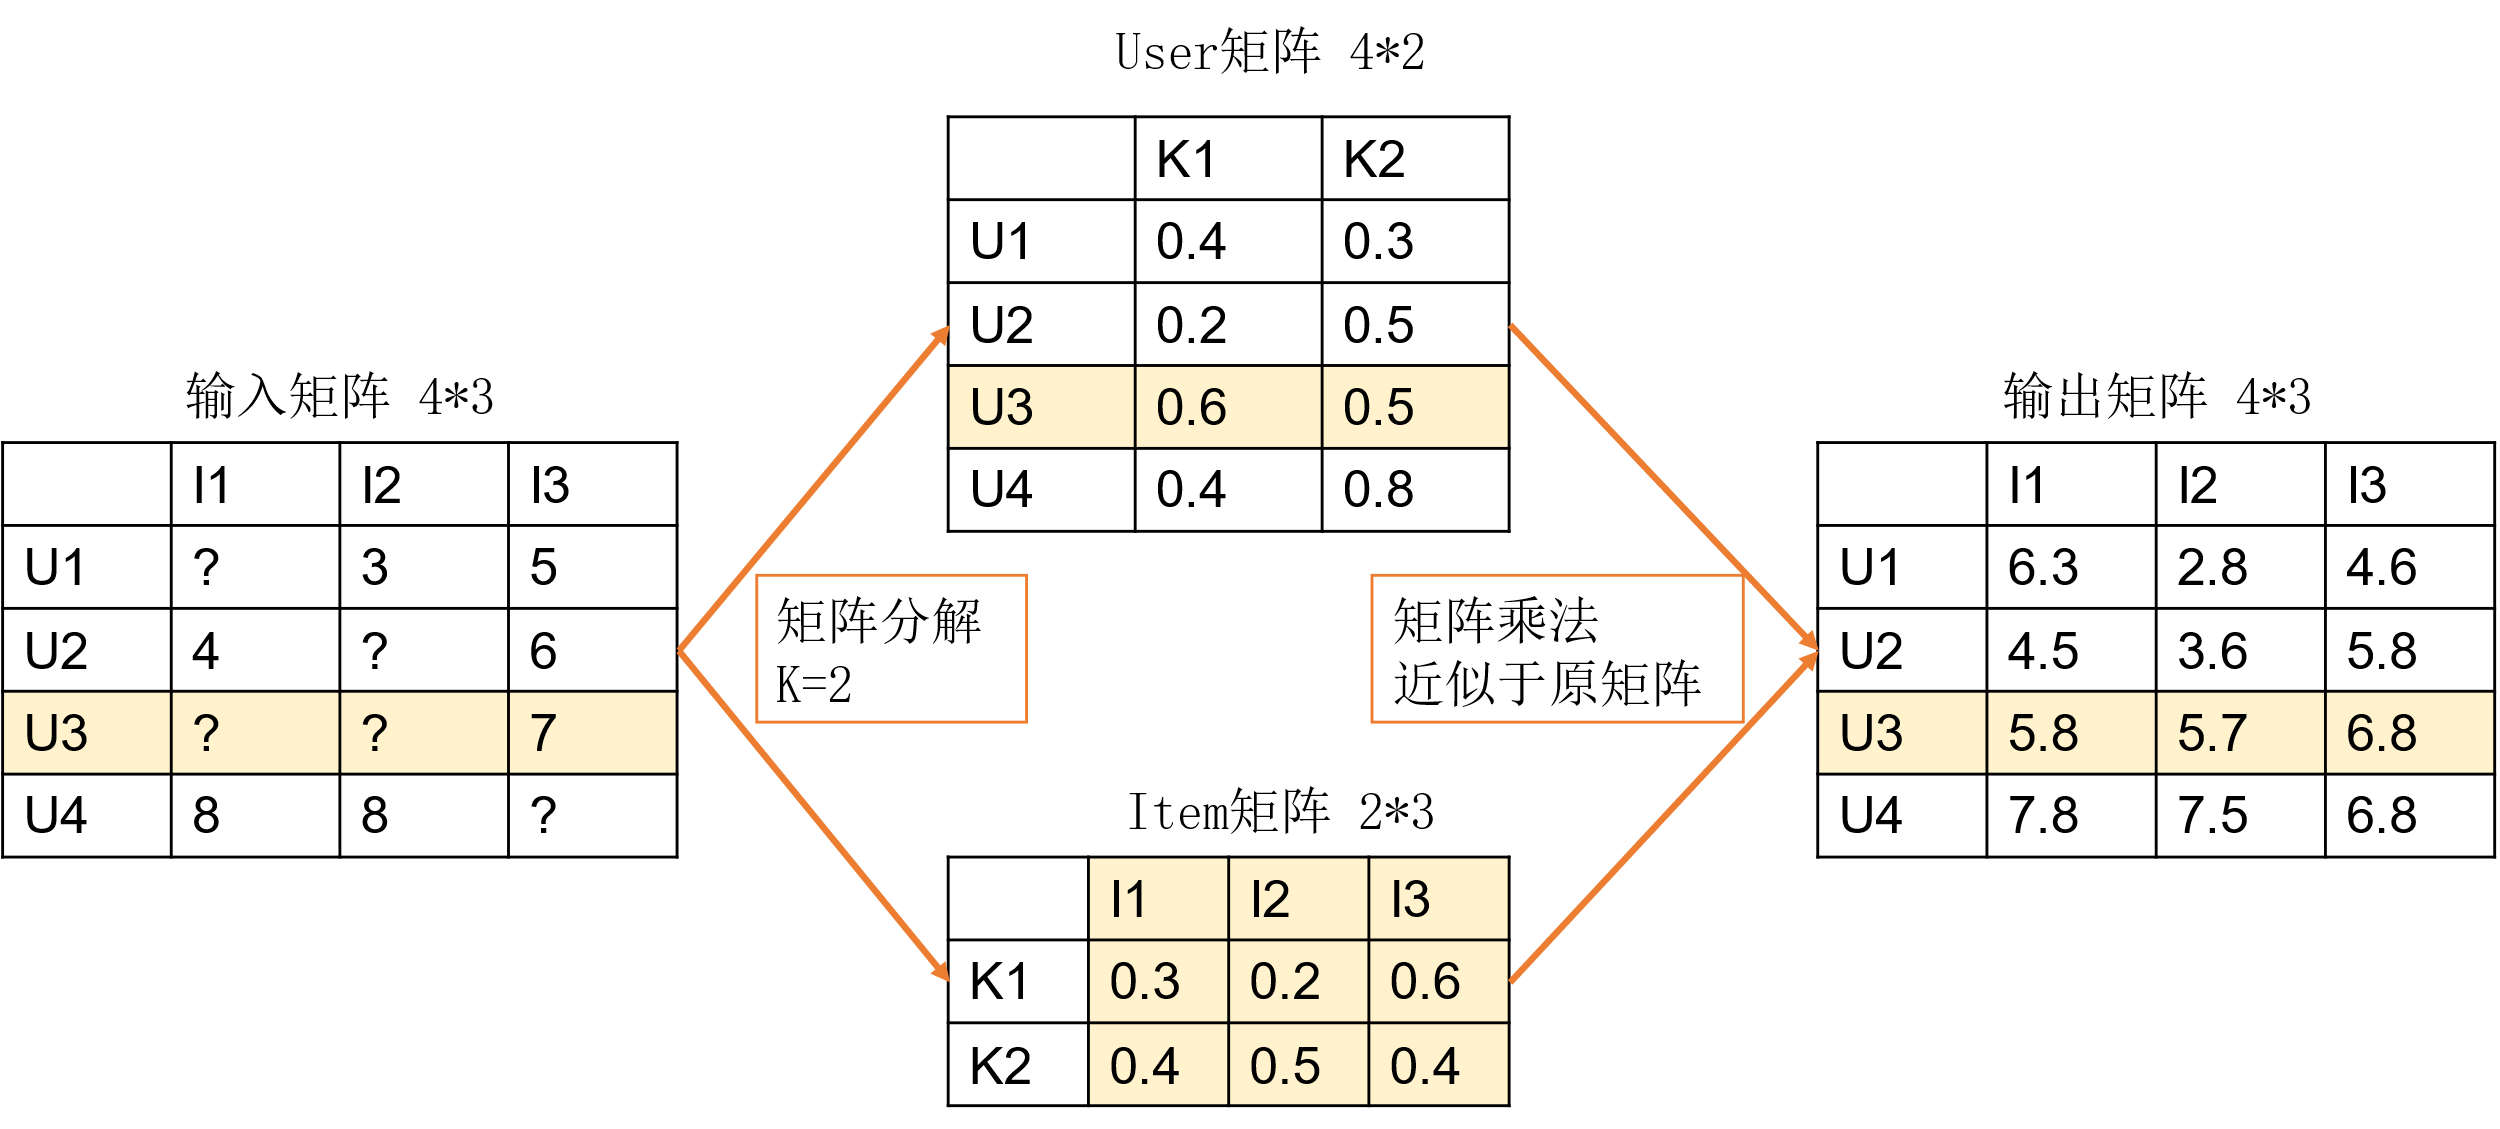 User矩阵 4*2
K1 K2
U1 0.4 0.3
U2 0.2 0.5
U3 0.6 0.5
U4 0.4 0.8
输入矩阵 4*3
I1 I2 I3
U1 ? 3 5
U2 4 ? 6
U3 ? ? 7
U4 8 8 ?
矩阵分解
K=2
矩阵乘法
近似于原矩阵
Item矩阵 2*3
I1 I2 I3
K1 0.3 0.2 0.6
K2 0.4 0.5 0.4
输出矩阵 4*3
I1 I2 I3
U1 6.3 2.8 4.6
U2 4.5 3.6 5.8
U3 5.8 5.7 6.8
U4 7.8 7.5 6.8